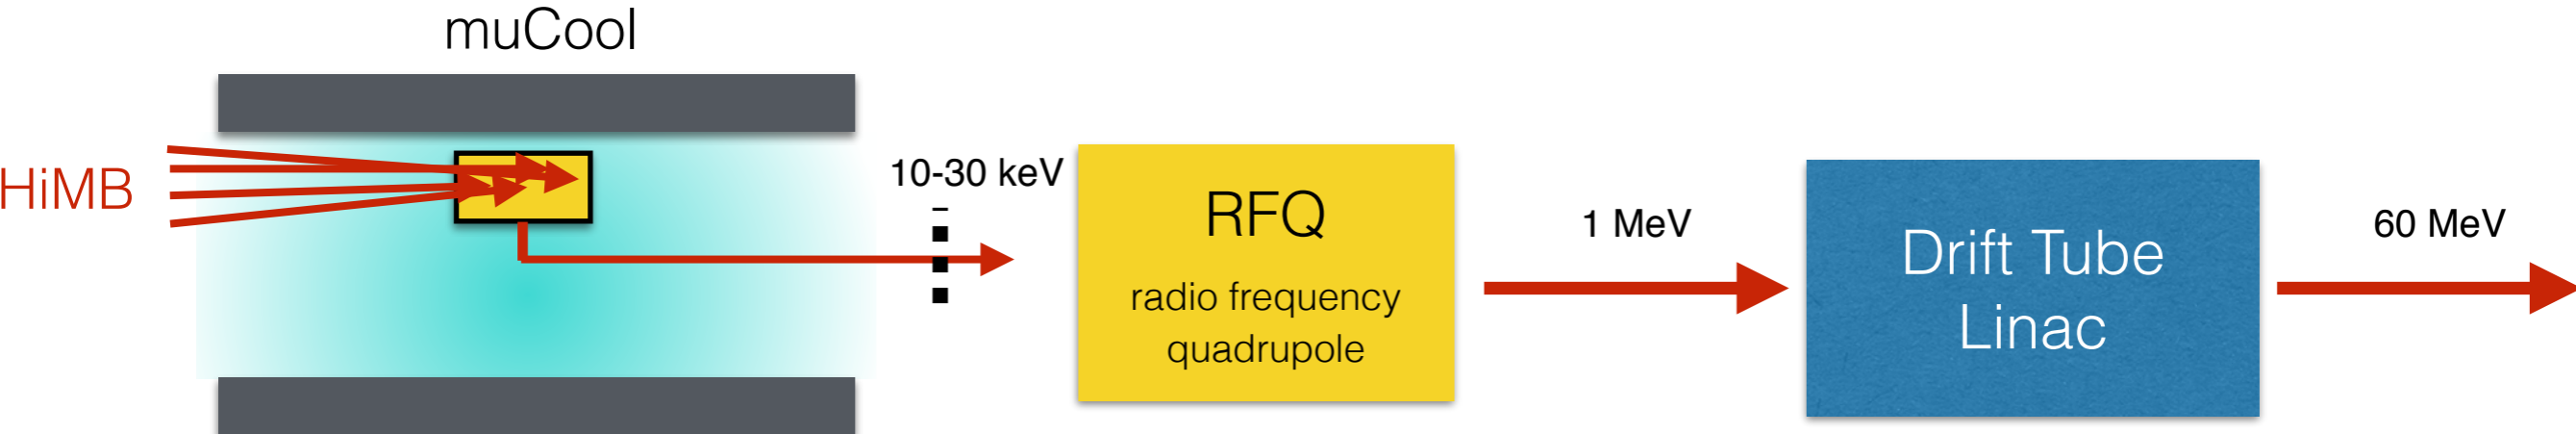 muCool
HiMB
10-30 keV
RFQ
radio frequency
quadrupole
1 MeV
Drift Tube
Linac
60 MeV